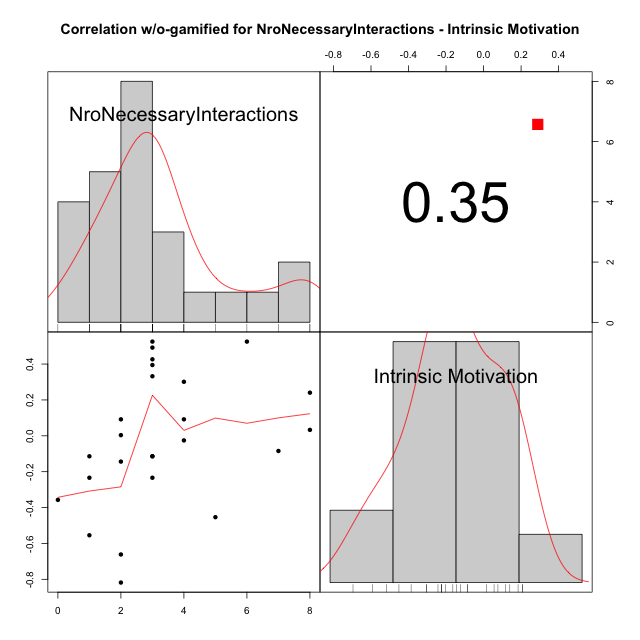 Correlation w/o-gamified for NroNecessaryInteractions - Intrinsic Motivation
-0.8 -0.6 -0.4 -0.2 0.0 0.2 0.4
NroNecessaryInteractions
0.35
8
6
4
2
0
0.4
0.2
0.0
-0.2
-0.4
-0.6
-0.8
Intrinsic Motivation
0 2 4 6 8